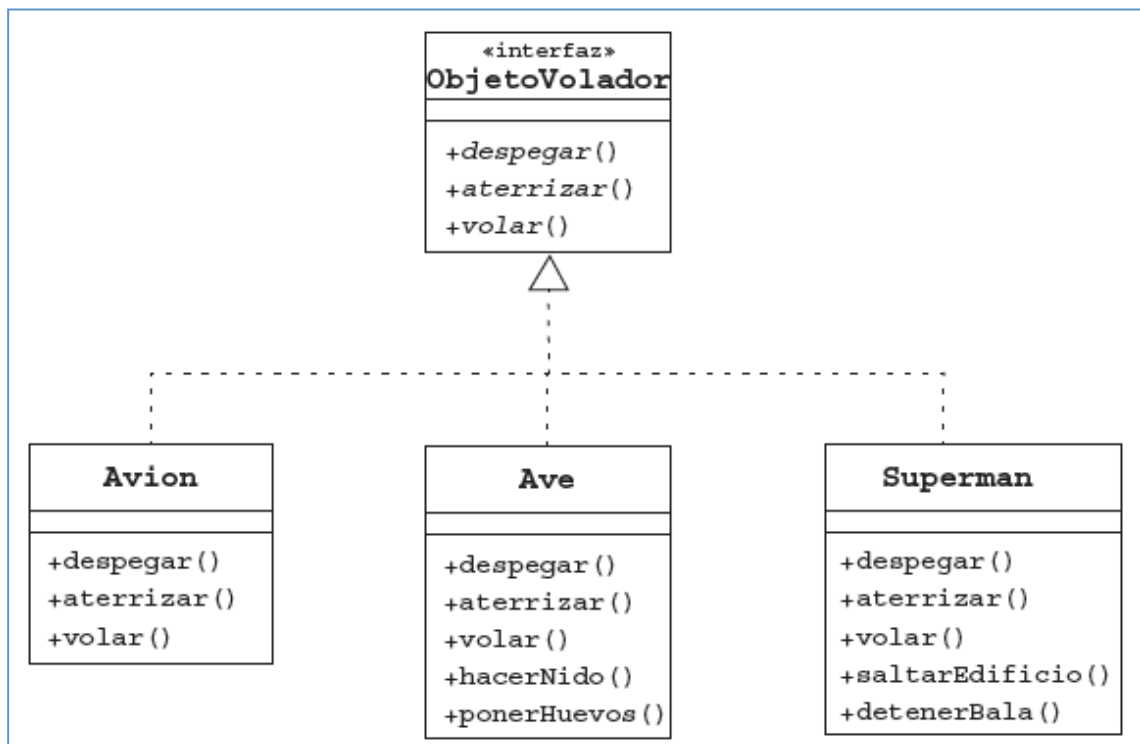 «interfaz»
ObjetoVolador
+despegar()
+aterrizar()
+volar()
Avion
+despegar()
+aterrizar()
+volar()
Ave
+despegar()
+aterrizar()
+volar()
+hacerNido()
+ponerHuevos()
Superman
+despegar()
+aterrizar()
+volar()
+saltarEdificio()
+detenerBala()